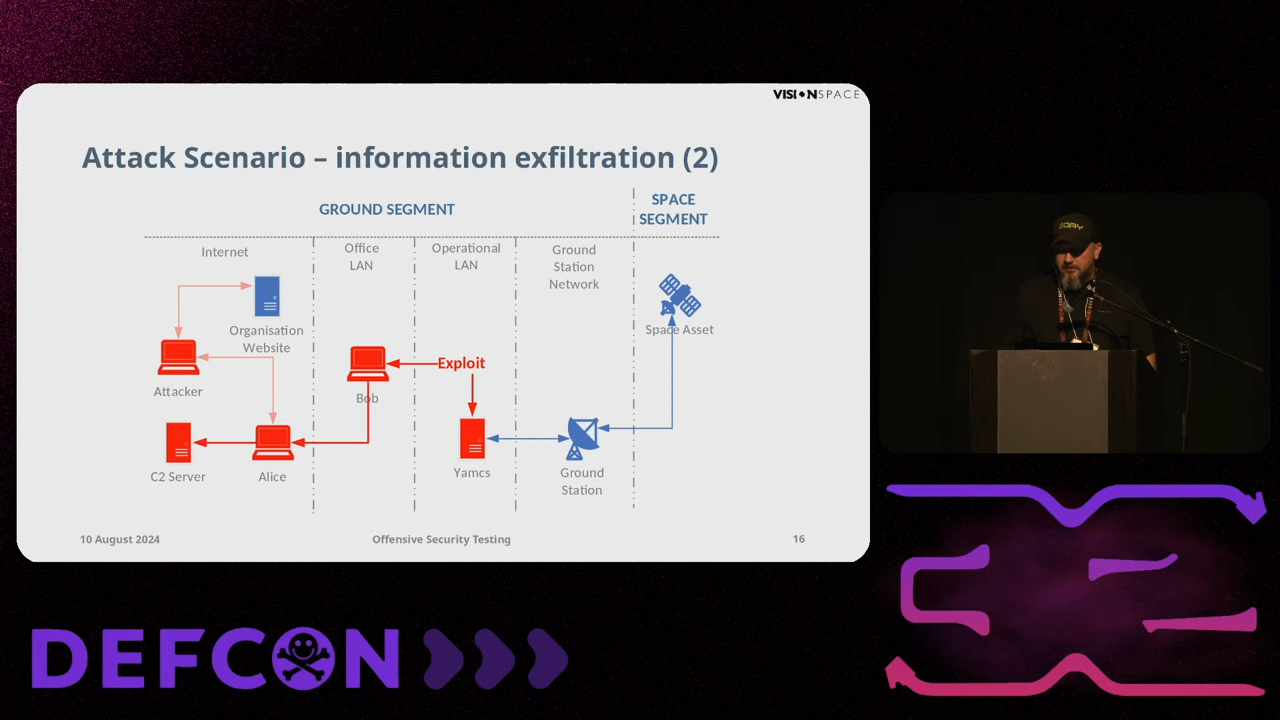 VISI•NSPACE
Attack Scenario – information exfiltration (2)
GROUND SEGMENT
SPACE
SEGMENT
Internet
Office
LAN
Operational
LAN
Ground
Station
Network
Organisation
Website
Space Asset
Attacker
Exploit
Bob
C2 Server
Alice
Yamcs
Ground
Station
10 August 2024
Offensive Security Testing
16
DEFCON